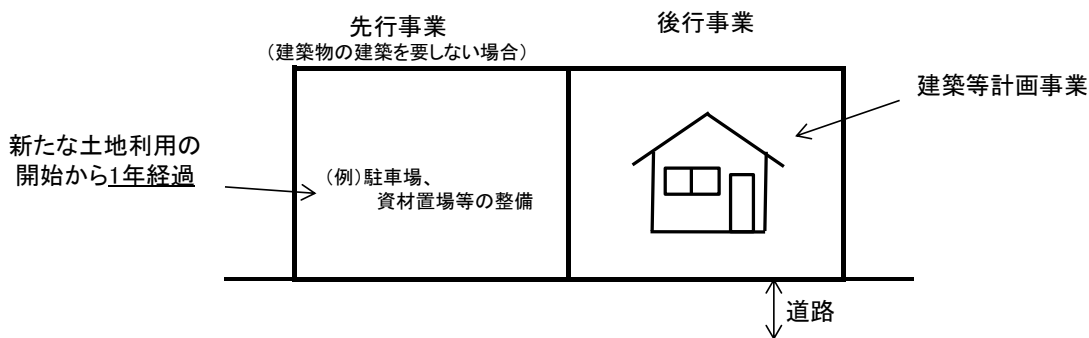 先行事業
(建築物の建築を要しない場合)
後行事業
建築等計画事業
新たな土地利用の
開始から1年経過
(例)駐車場、
資材置場等の整備
道路